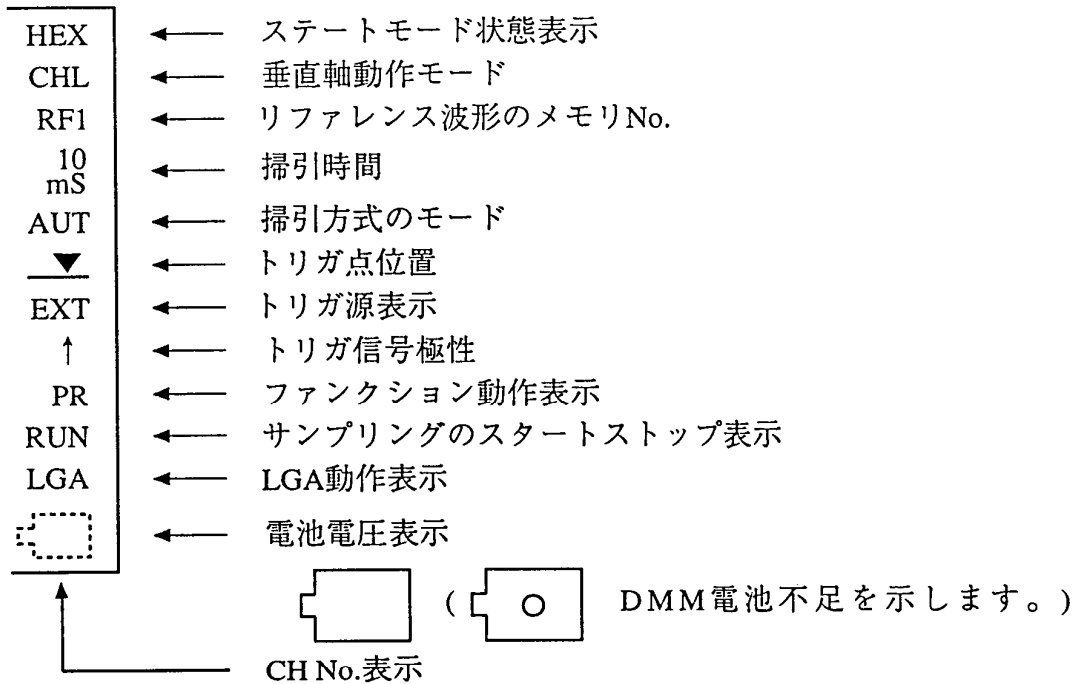 HEX ステートモード状態表示
CHL 垂直軸動作モード
RF1 リファレンス波形のメモリNo.
10
mS 掃引時間
AUT 掃引方式のモード
▼ トリガ点位置
EXT トリガ源表示
↑ トリガ信号極性
PR ファンクション動作表示
RUN サンプリングのスタートストップ表示
LGA LGA動作表示
電池電圧表示
( DMM電池不足を示します。)
CH No.表示